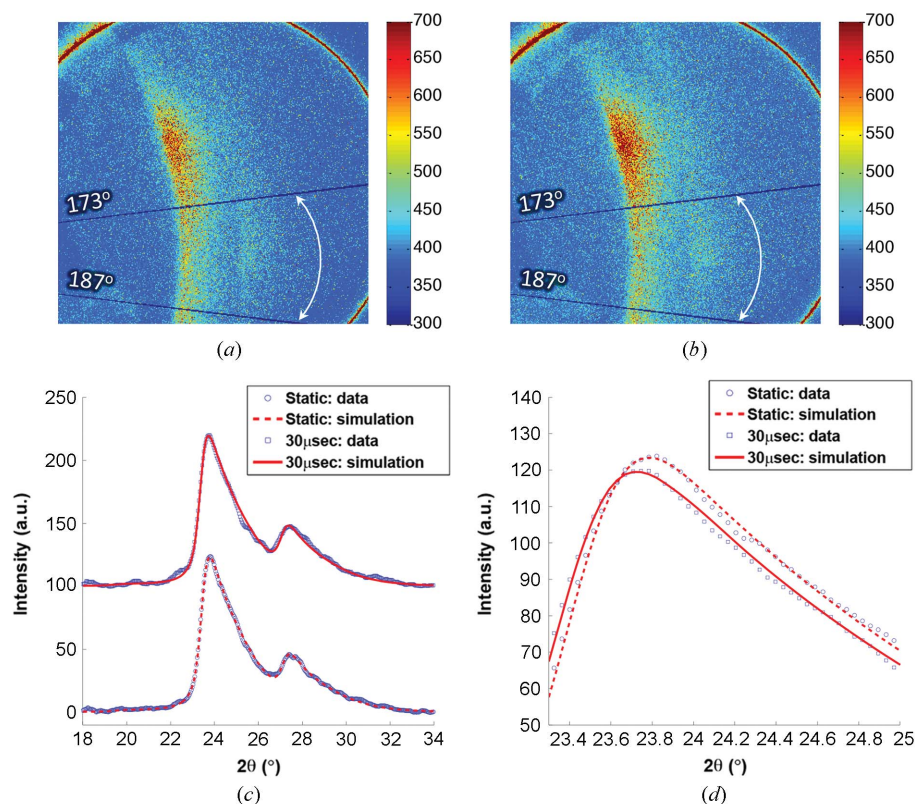 700
650
600
550
500
450
400
350
300
173°
187°
(a)
700
650
600
550
500
450
400
350
300
173°
187°
(b)
250
200
150
100
50
0
Intensity (a.u.)
Static: data
Static: simulation
30μsec: data
30μsec: simulation
18 20 22 24 26 28 30 32 34
2θ (°)
(c)
140
130
120
110
100
90
80
70
60
50
Intensity (a.u.)
Static: data
Static: simulation
30μsec: data
30μsec: simulation
23.4 23.6 23.8 24 24.2 24.4 24.6 24.8 25
2θ (°)
(d)